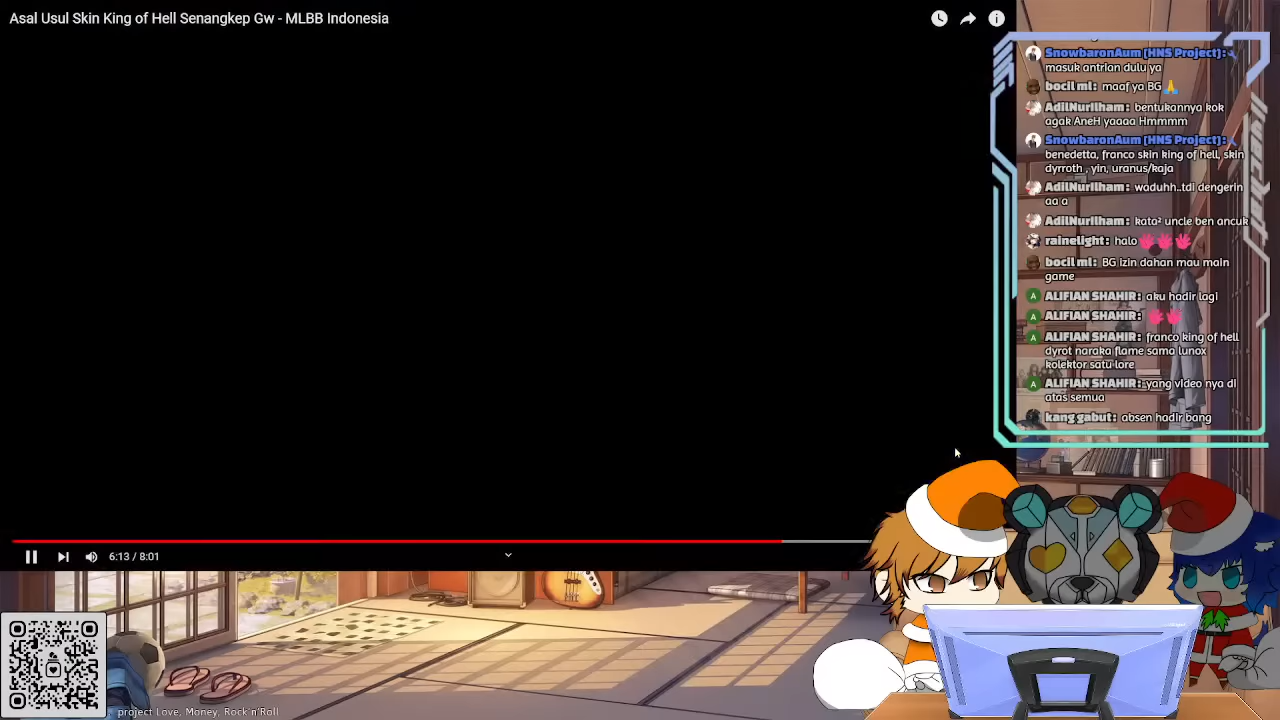 Asal Usul Skin King of Hell Senangkep Gw - MLBB Indonesia
SnowbaronAum [HNS Project]:
masuk antrian dulu ya
bocil ml: maaf ya BG🙏
AdilNurIlham: bentukannya kok
agak AneH yaaaa Hmmmm
SnowbaronAum [HNS Project]:
benedetta, franco skin king of hell, skin
dyrroth , yin, uranus/kaja
AdilNurIlham: waduhh..tdi dengerin
aa a
AdilNurIlham: kata² uncle ben ancuk
rainelight: halo
bocil ml: BG izin dahan mau main
game
A ALIFIAN SHAHIR: aku hadir lagi
A ALIFIAN SHAHIR:
A ALIFIAN SHAHIR: franco king of hell
dyrot naraka flame sama lunox
kolektor satu lore
A ALIFIAN SHAHIR: yang video nya di
atas semua
kang gabut: absen hadir bang
6:13 / 8:01
project Love, Money, Rock'n'Roll